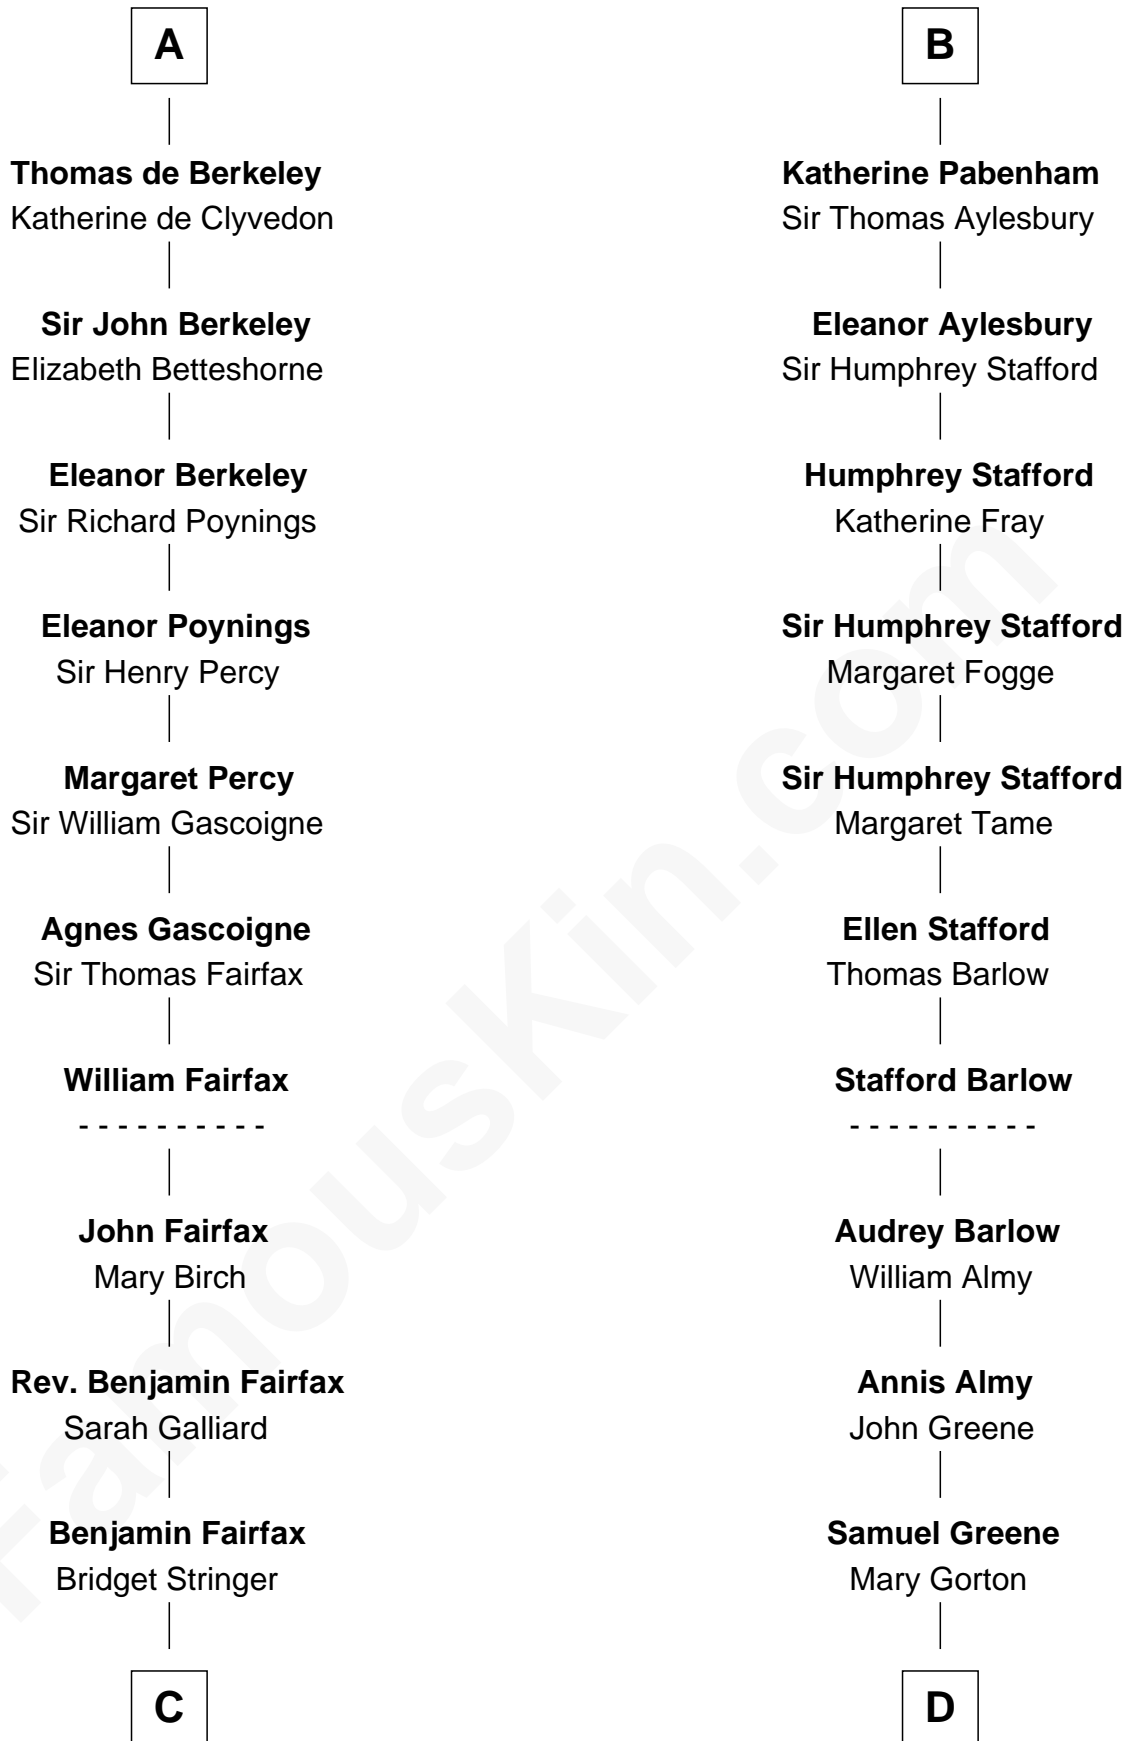 A
Thomas de Berkeley
Katherine de Clyvedon
Sir John Berkeley
Elizabeth Betteshorne
Eleanor Berkeley
Sir Richard Poynings
Eleanor Poynings
Sir Henry Percy
Margaret Percy
Sir William Gascoigne
Agnes Gascoigne
Sir Thomas Fairfax
William Fairfax
- - - - - - - - - -
John Fairfax
Mary Birch
Rev. Benjamin Fairfax
Sarah Galliard
Benjamin Fairfax
Bridget Stringer
C
B
Katherine Pabenham
Sir Thomas Aylesbury
Eleanor Aylesbury
Sir Humphrey Stafford
Humphrey Stafford
Katherine Fray
Sir Humphrey Stafford
Margaret Fogge
Sir Humphrey Stafford
Margaret Tame
Ellen Stafford
Thomas Barlow
Stafford Barlow
- - - - - - - - - -
Audrey Barlow
William Almy
Annis Almy
John Greene
Samuel Greene
Mary Gorton
D
FamousKin.com